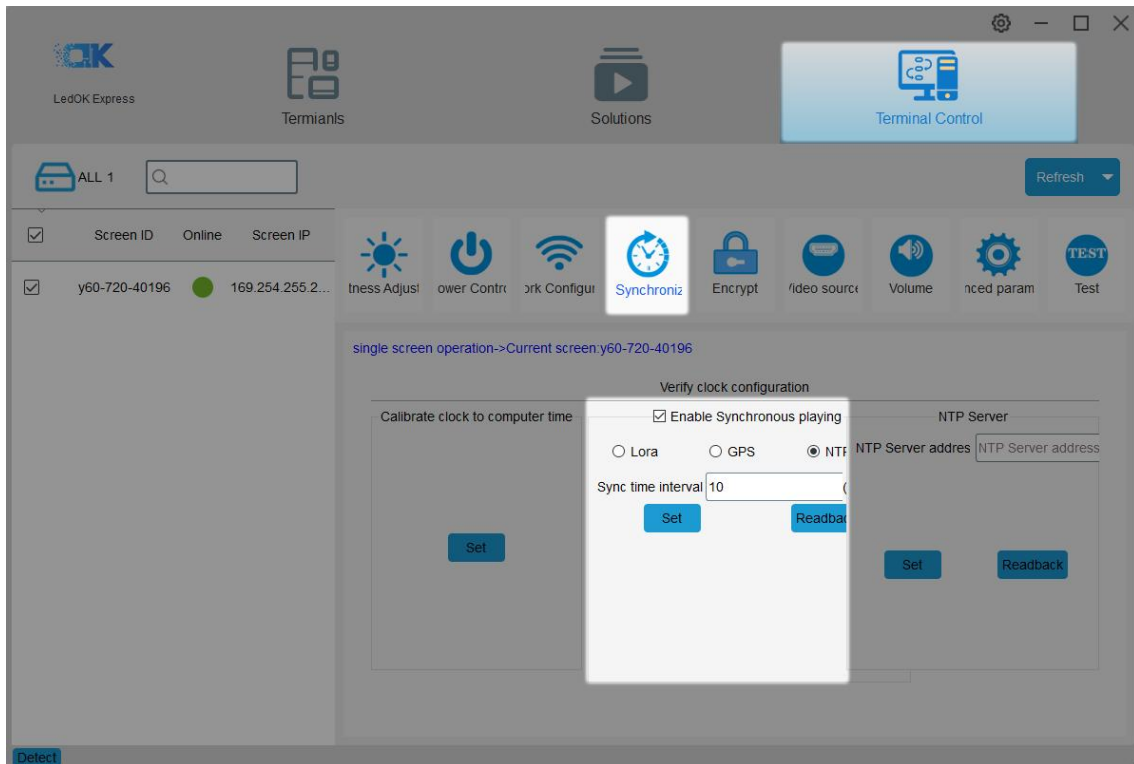 OK
LedOK Express
Termianls
Solutions
Terminal Control
ALL 1
Refresh
Screen ID Online Screen IP
y60-720-40196 169.254.255.2...
tness Adjust
ower Contro
ork Configur
Synchroniz
Encrypt
Video source
Volume
nced param
TEST
Test
single screen operation->Current screen:y60-720-40196
Verify clock configuration
Calibrate clock to computer time
Set
Enable Synchronous playing
Lora GPS NTP
Sync time interval 10 (
Set Readbac
NTP Server
NTP Server addres NTP Server address
Set Readback
Detect